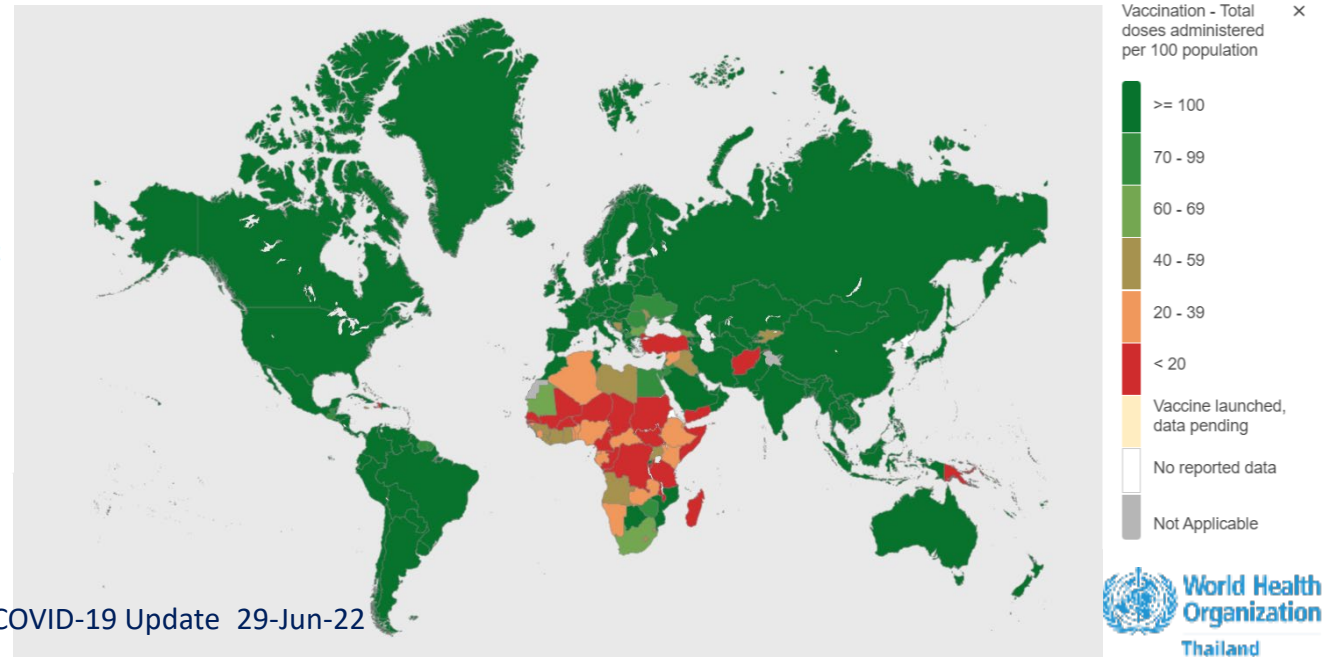 Vaccination - Total ×
doses administered
per 100 population
>= 100
70 - 99
60 - 69
40 - 59
20 - 39
< 20
Vaccine launched,
data pending
No reported data
Not Applicable
COVID-19 Update 29-Jun-22
World Health
Organization
Thailand